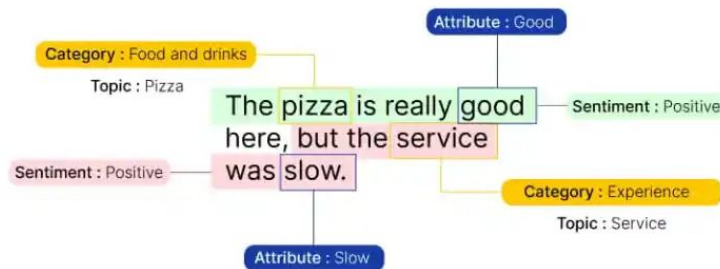 Attribute : Good
Category : Food and drinks
Topic : Pizza
The pizza is really good
Sentiment : Positive
here, but the service
was slow.
Sentiment : Positive
Category : Experience
Topic : Service
Attribute : Slow